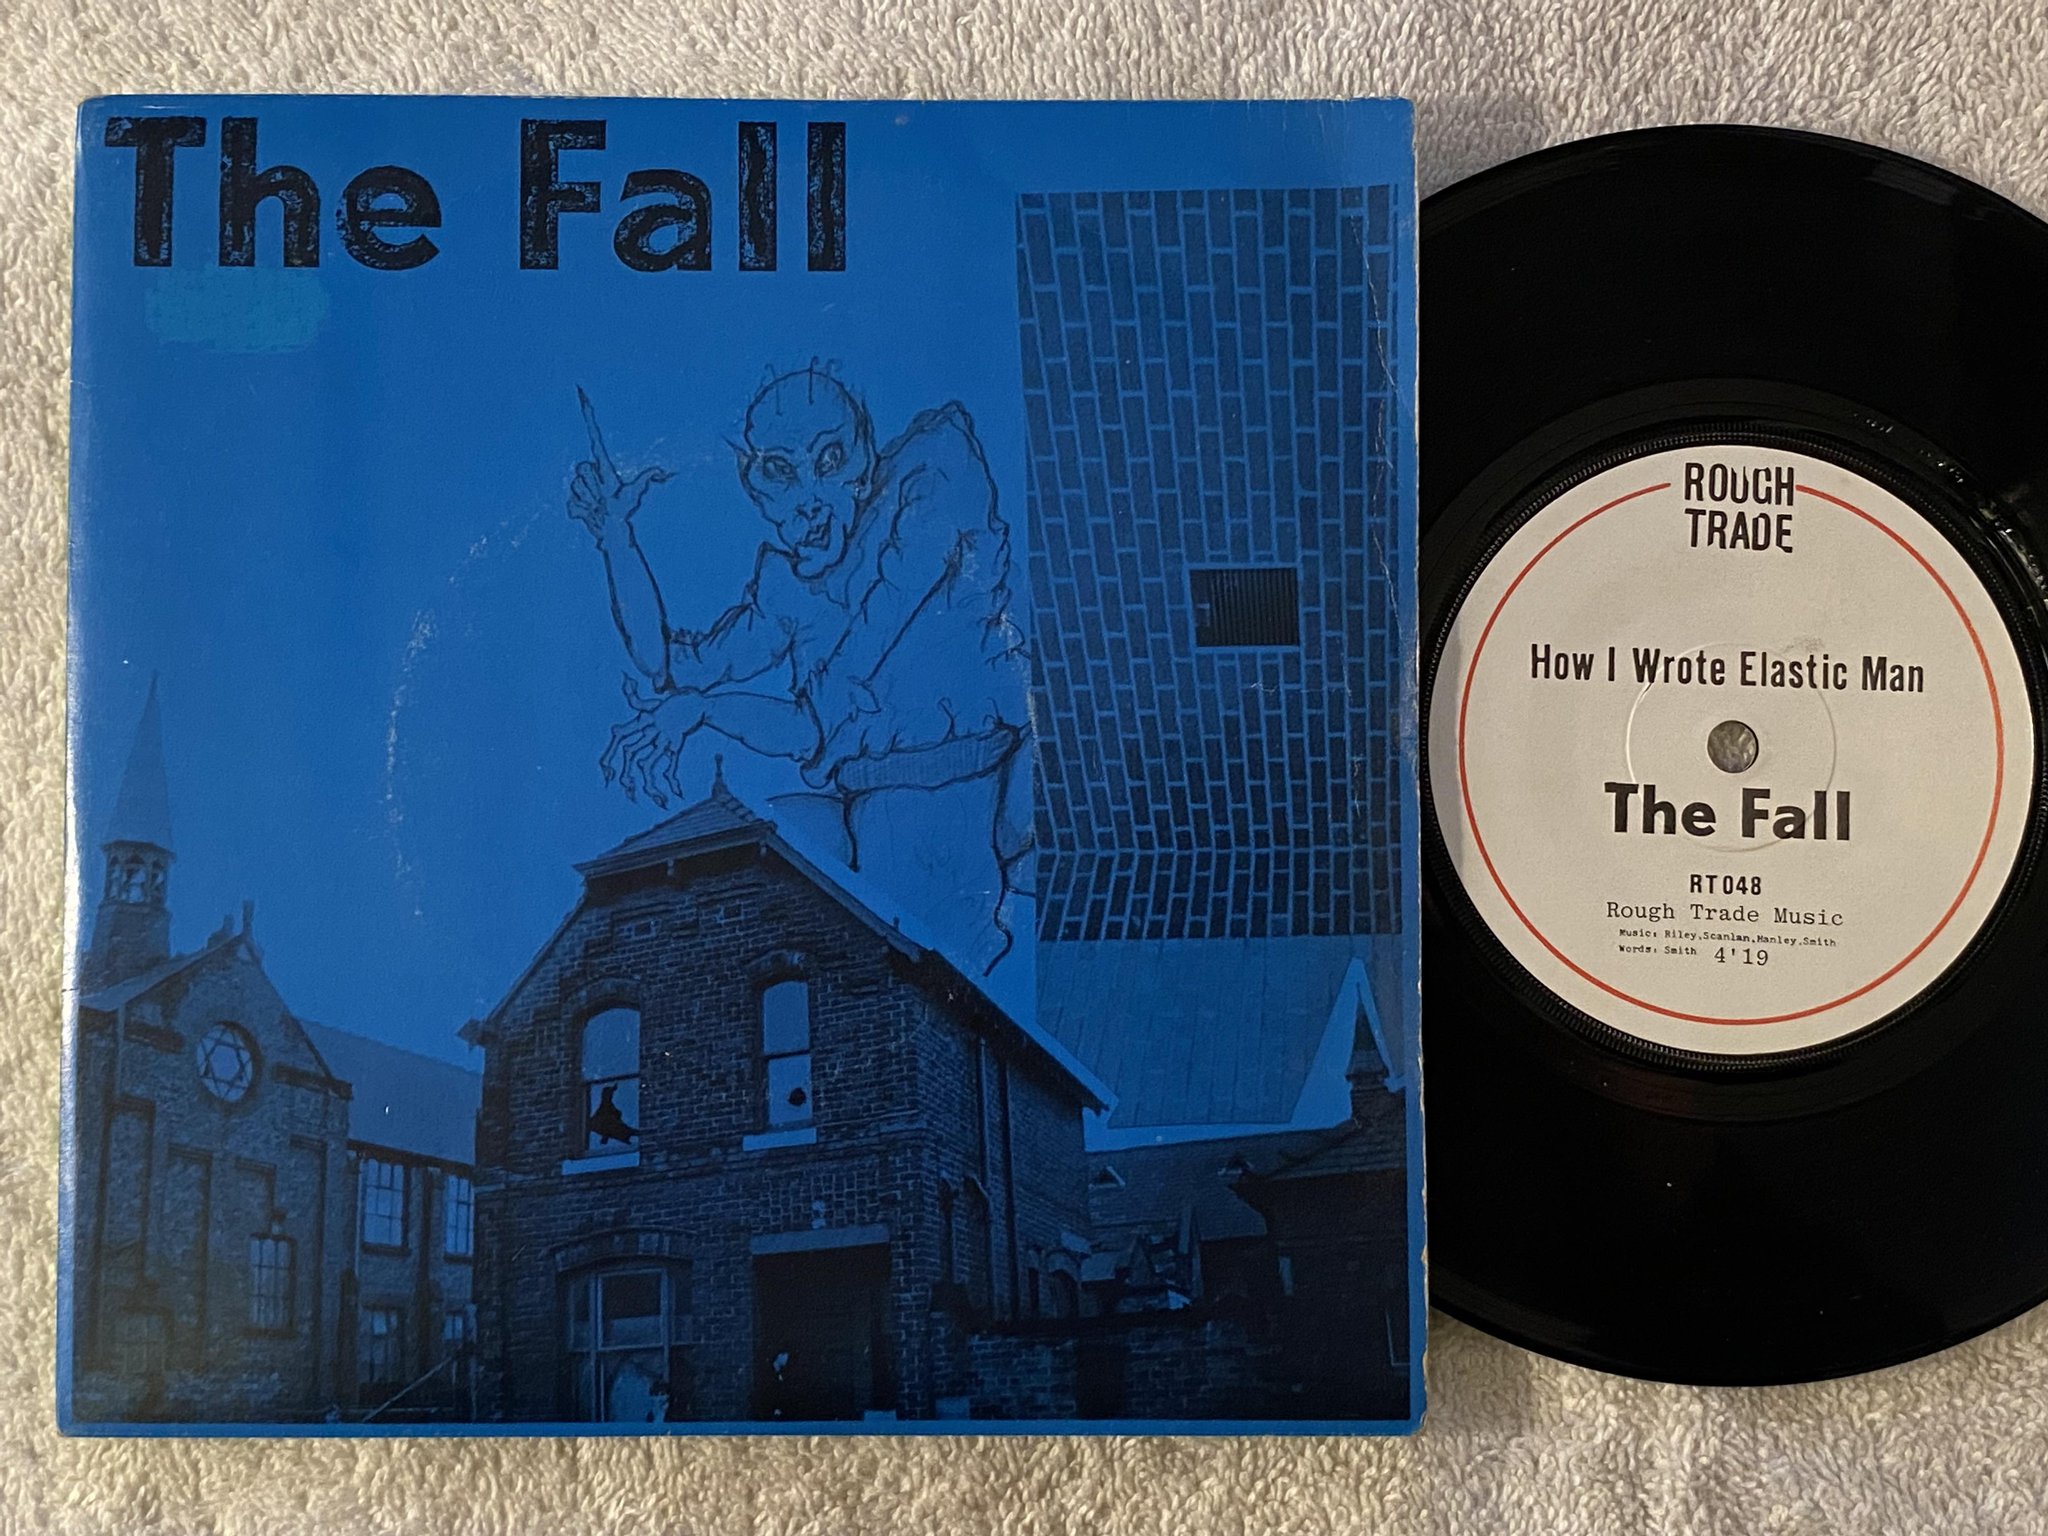 The Fall
ROUGH
TRADE
How I Wrote Elastic Man
The Fall
RT048
Rough Trade Music
Music: Riley,Scanlan,Hanley,Smith
Words: Smith 4'19